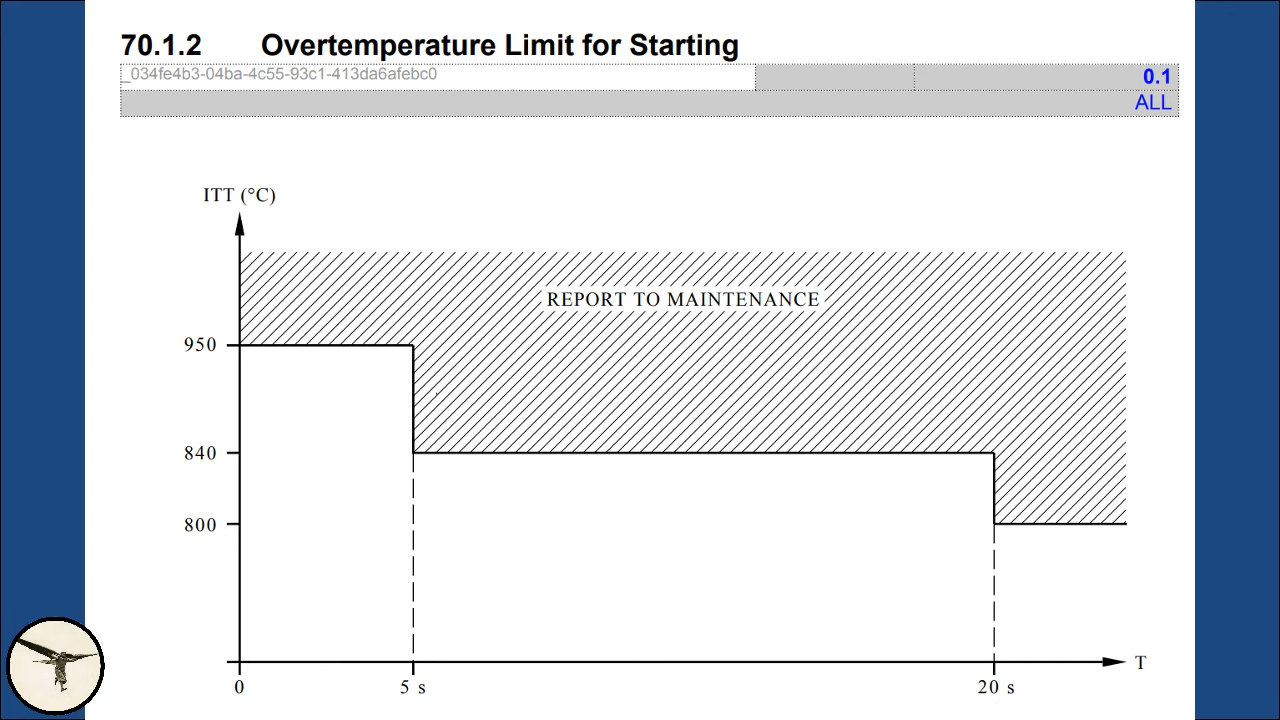 70.1.2 Overtemperature Limit for Starting
_034fe4b3-04ba-4c55-93c1-413da6afebc0 0.1
ALL
ITT (°C)
REPORT TO MAINTENANCE
950
840
800
T
0 5 s 20 s